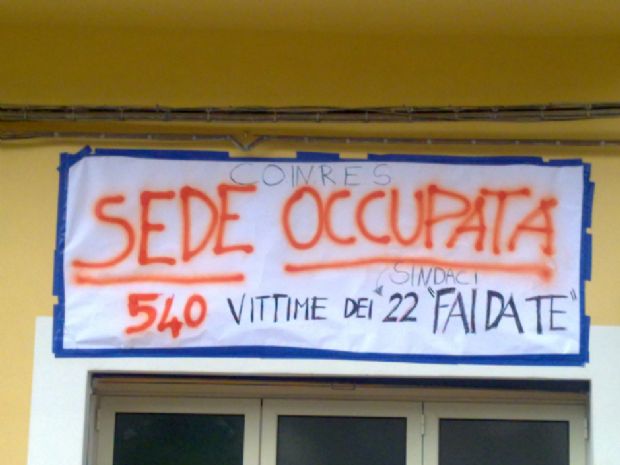 COINRES
SEDE OCCUPATA
SINDACI
540 VITTIME DEI 22 "FAI DA TE"